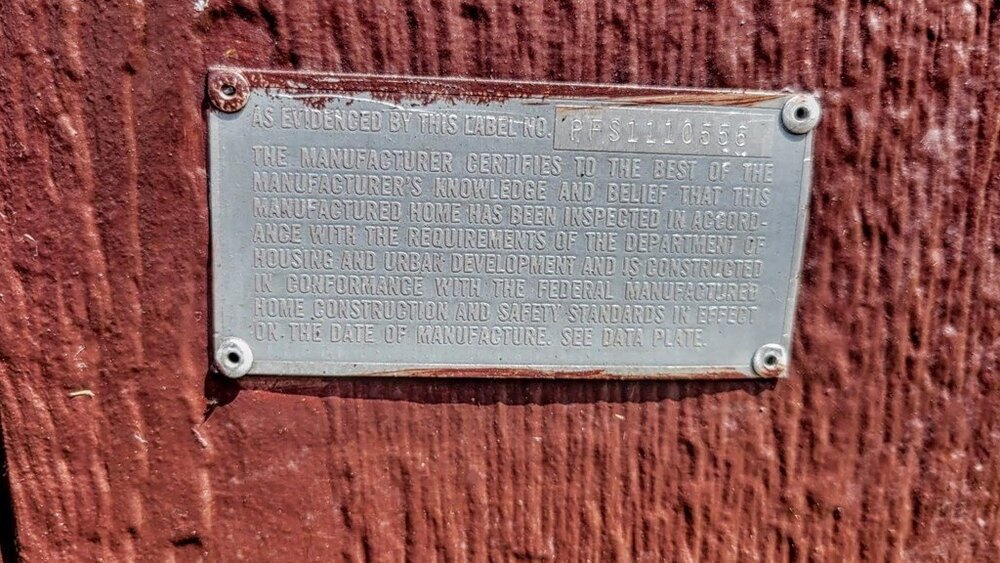 AS EVIDENCED BY THIS LABEL NO. PFS1110556
THE MANUFACTURER CERTIFIES TO THE BEST OF THE
MANUFACTURER'S KNOWLEDGE AND BELIEF THAT THIS
MANUFACTURED HOME HAS BEEN INSPECTED IN ACCORD-
ANCE WITH THE REQUIREMENTS OF THE DEPARTMENT OF
HOUSING AND URBAN DEVELOPMENT AND IS CONSTRUCTED
IN CONFORMANCE WITH THE FEDERAL MANUFACTURED
HOME CONSTRUCTION AND SAFETY STANDARDS IN EFFECT
ON THE DATE OF MANUFACTURE. SEE DATA PLATE.